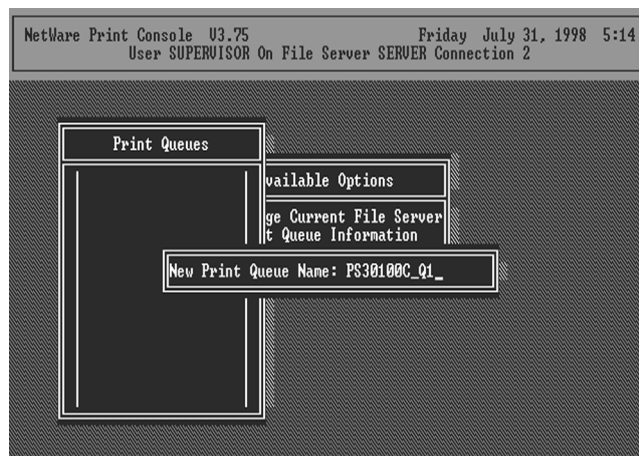 NetWare Print Console V3.75 Friday July 31, 1998 5:14
User SUPERVISOR On File Server SERVER Connection 2
Print Queues
vailable Options
ge Current File Server
t Queue Information
New Print Queue Name: PS30100C_Q1_